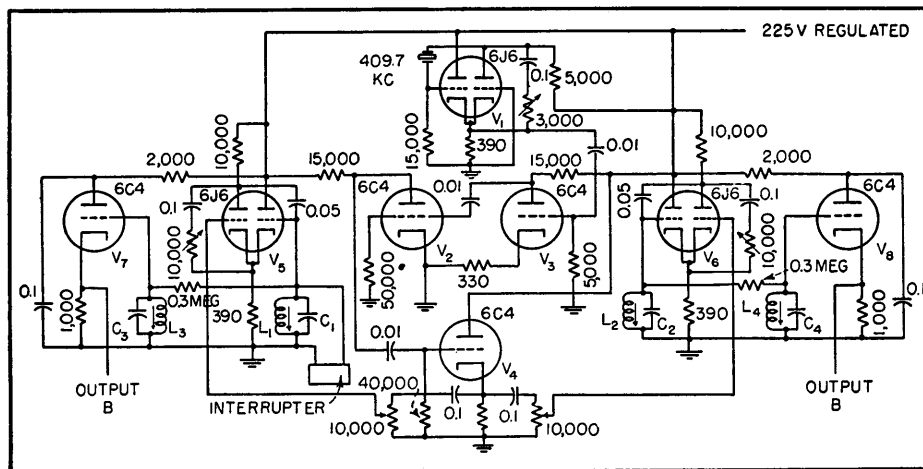 225V REGULATED
409.7
KC
6J6
0.1
5,000
V1
3,000
15,000
390
0.01
10,000
10,000
2,000
15,000
15,000
2,000
6C4
6J6
6C4
0.01
6C4
6J6
6C4
0.1
0.05
0.05
0.1
V7
V5
V2
V3
V6
V8
10,000
50,000
330
5,000
10,000
0.3 MEG
0.3 MEG
0.1
1,000
C3
L3
390
L1
C1
6C4
L2
C2
390
L4
C4
1,000
0.1
0.01
V4
OUTPUT
B
INTERRUPTER
40,000
0.1
0.1
10,000
10,000
OUTPUT
B